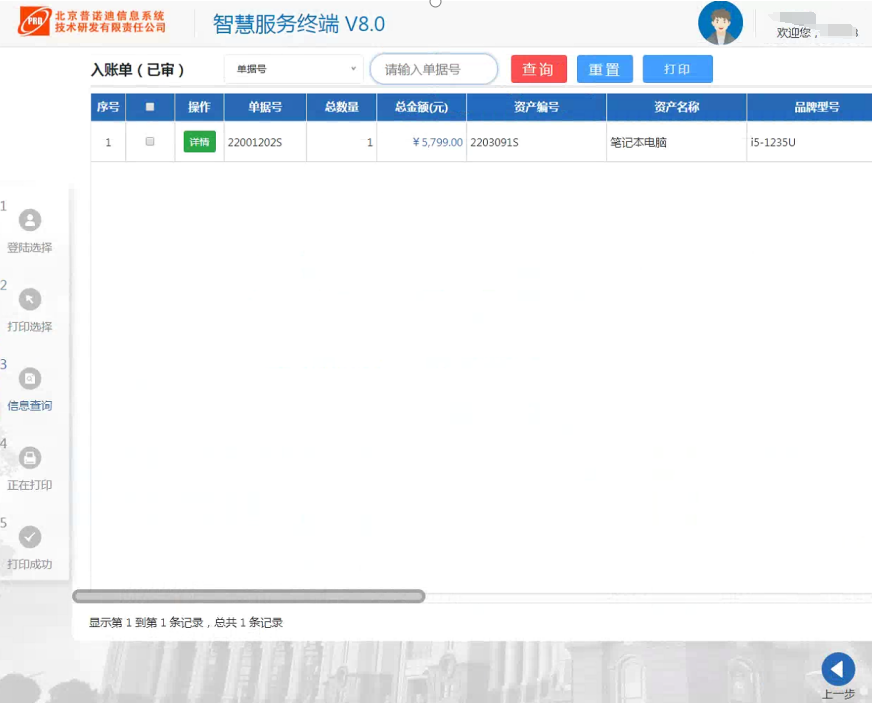 PND
北京普诺迪信息系统
技术研发有限责任公司
智慧服务终端 V8.0
欢迎您，
入账单（已审）
单据号
请输入单据号
查 询
重 置
打 印
序号 操作 单据号 总数量 总金额(元) 资产编号 资产名称 品牌型号
1 详情 22001202S 1 ￥5,799.00 2203091S 笔记本电脑 i5-1235U
1
登陆选择
2
打印选择
3
信息查询
4
正在打印
5
打印成功
显示第 1 到第 1 条记录，总共 1 条记录
上一步